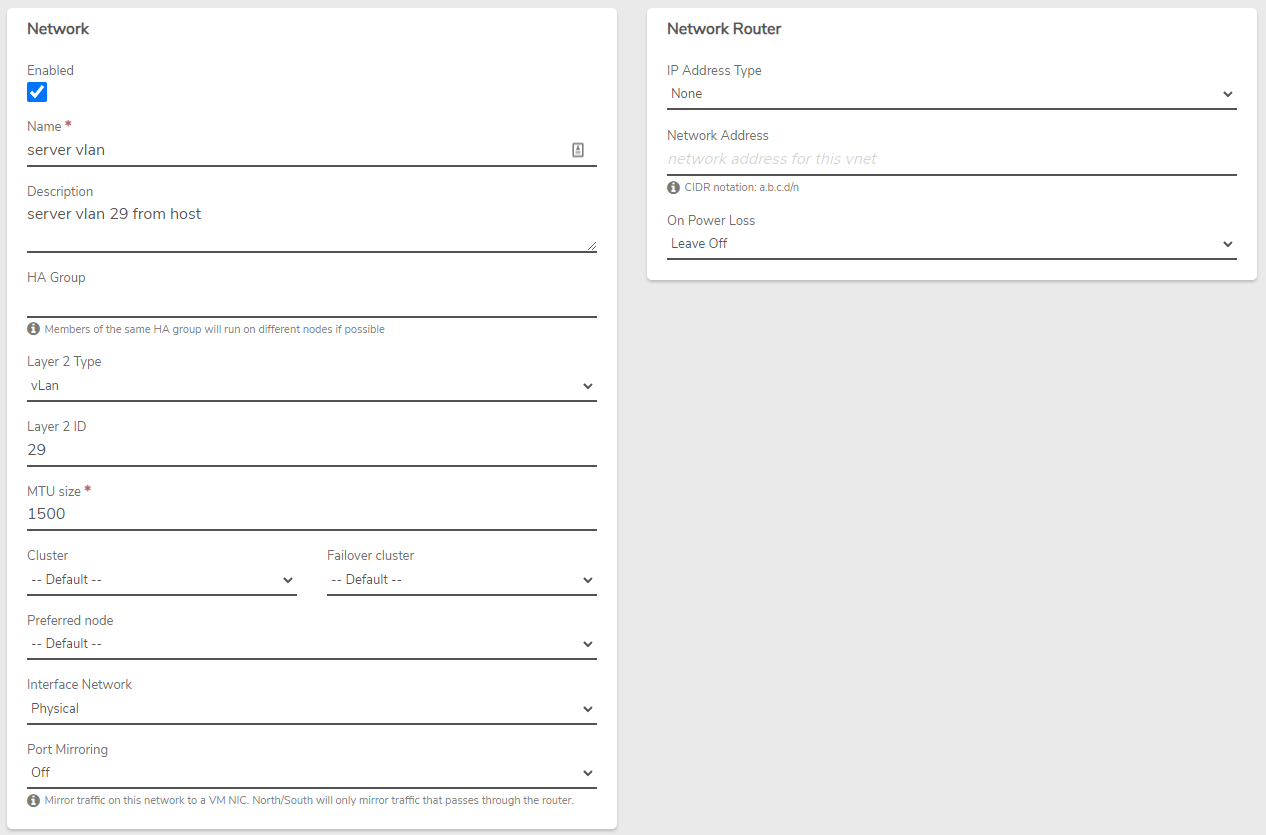 Network
Enabled
Name *
server vlan
Description
server vlan 29 from host
HA Group
Members of the same HA group will run on different nodes if possible
Layer 2 Type
vLan
Layer 2 ID
29
MTU size *
1500
Cluster
-- Default --
Failover cluster
-- Default --
Preferred node
-- Default --
Interface Network
Physical
Port Mirroring
Off
Mirror traffic on this network to a VM NIC. North/South will only mirror traffic that passes through the router.
Network Router
IP Address Type
None
Network Address
network address for this vnet
CIDR notation: a.b.c.d/n
On Power Loss
Leave Off